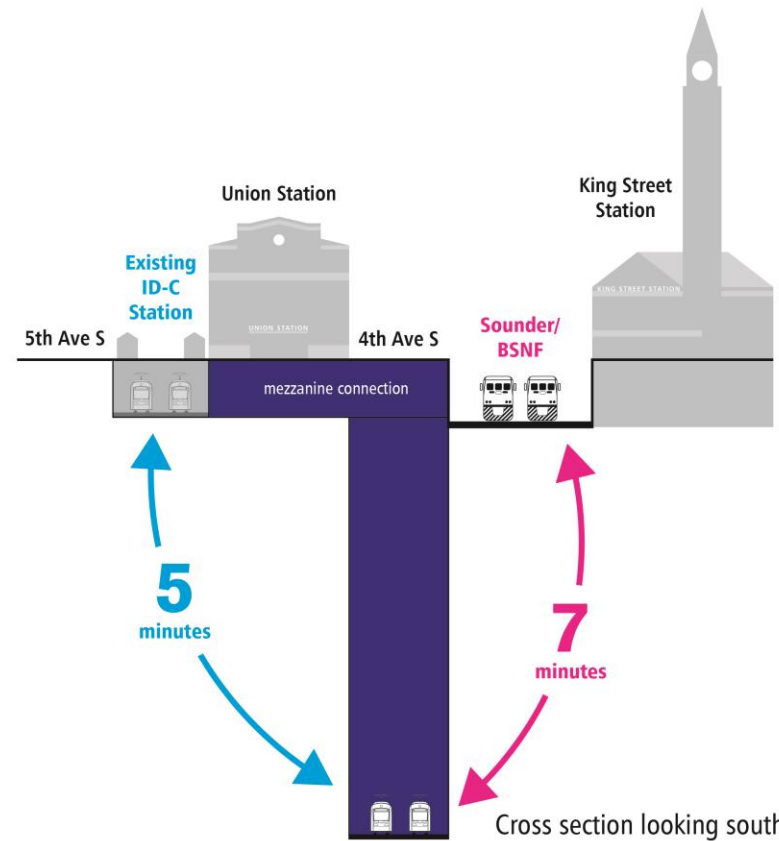 King Street
Station
Union Station
Existing
ID-C
Station
5th Ave S
UNION STATION
4th Ave S
Sounder/
BSNF
KING STREET STATION
mezzanine connection
5
minutes
7
minutes
Cross section looking south